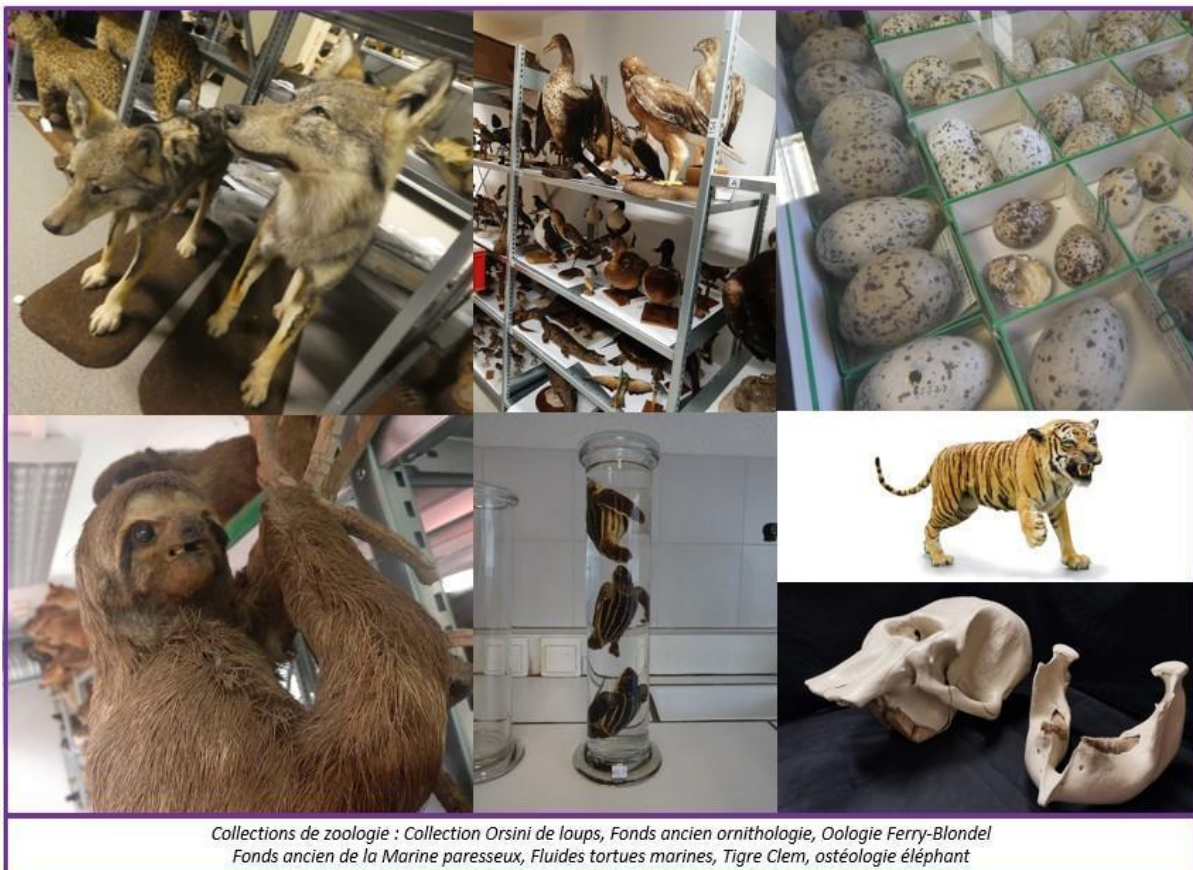 Collections de zoologie : Collection Orsini de loups, Fonds ancien ornithologie, Oologie Ferry-Blondel
Fonds ancien de la Marine paresseux, Fluides tortues marines, Tigre Clem, ostéologie éléphant